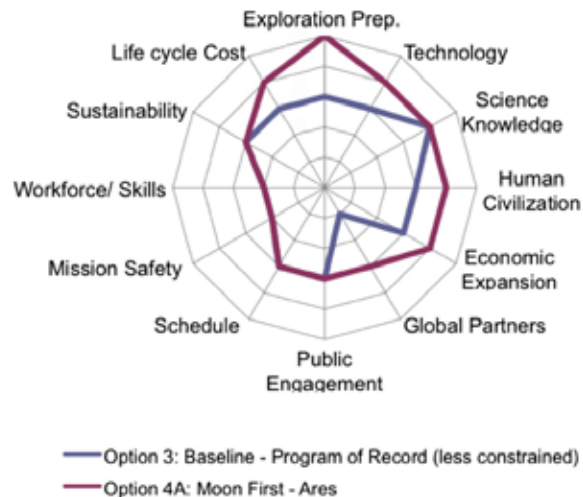 Exploration Prep.
Life cycle Cost
Technology
Sustainability
Science
Knowledge
Workforce/ Skills
Human
Civilization
Mission Safety
Economic
Expansion
Schedule
Global Partners
Public
Engagement
Option 3: Baseline - Program of Record (less constrained)
Option 4A: Moon First - Ares